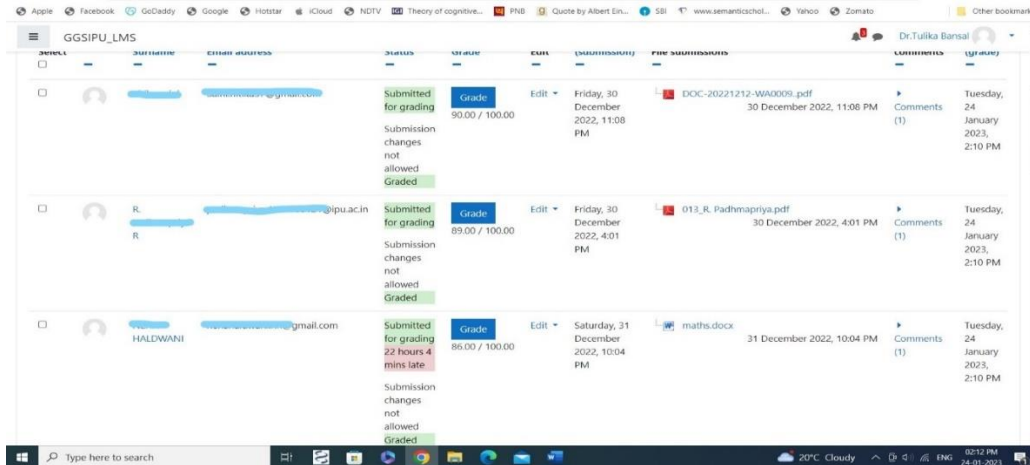 Apple Facebook GoDaddy Google Hotstar iCloud NDTV Theory of cognitive... PNB Quote by Albert Ein... SBI www.semanticschol... Yahoo Zomato Other bookmark
GGSIPU_LMS Dr.Tulika Bansal
Select Surname Email address Status Grade Edit (submission) File submissions comments (grade)
Submitted for grading
Submission changes not allowed
Graded
Grade
90.00 / 100.00
Edit
Friday, 30 December 2022, 11:08 PM
DOC-20221212-WA0009..pdf
30 December 2022, 11:08 PM
Comments (1)
Tuesday, 24 January 2023, 2:10 PM
R.
R
@ipu.ac.in
Submitted for grading
Submission changes not allowed
Graded
Grade
89.00 / 100.00
Edit
Friday, 30 December 2022, 4:01 PM
013_R. Padhmapriya.pdf
30 December 2022, 4:01 PM
Comments (1)
Tuesday, 24 January 2023, 2:10 PM
HALDWANI
gmail.com
Submitted for grading
22 hours 4 mins late
Submission changes not allowed
Graded
Grade
86.00 / 100.00
Edit
Saturday, 31 December 2022, 10:04 PM
maths.docx
31 December 2022, 10:04 PM
Comments (1)
Tuesday, 24 January 2023, 2:10 PM
Type here to search
20°C Cloudy ENG 02:12 PM
24-01-2023